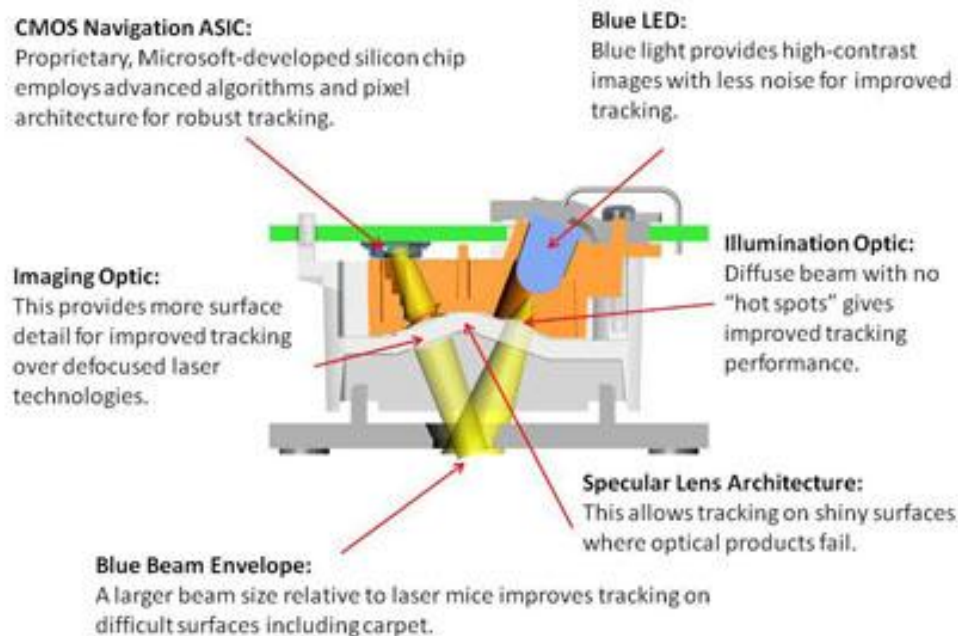 CMOS Navigation ASIC:
Proprietary, Microsoft-developed silicon chip
employs advanced algorithms and pixel
architecture for robust tracking.
Blue LED:
Blue light provides high-contrast
images with less noise for improved
tracking.
Imaging Optic:
This provides more surface
detail for improved tracking
over defocused laser
technologies.
Illumination Optic:
Diffuse beam with no
“hot spots” gives
improved tracking
performance.
Specular Lens Architecture:
This allows tracking on shiny surfaces
where optical products fail.
Blue Beam Envelope:
A larger beam size relative to laser mice improves tracking on
difficult surfaces including carpet.